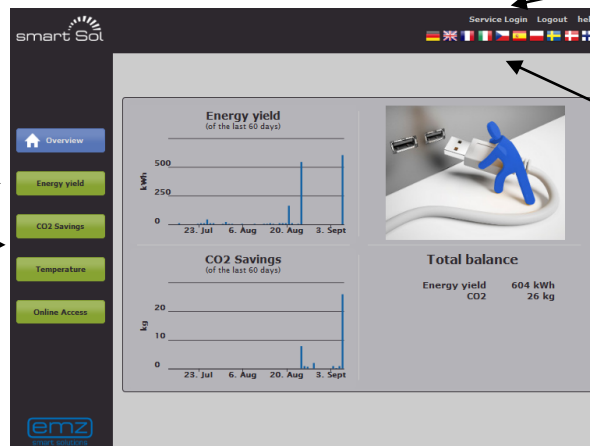 smart Sol
Service Login Logout hel
Overview
Energy yield
CO2 Savings
Temperature
Online Access
Energy yield
(of the last 60 days)
kWh
500
250
0
23. Jul 6. Aug 20. Aug 3. Sept
CO2 Savings
(of the last 60 days)
kg
20
10
0
23. Jul 6. Aug 20. Aug 3. Sept
Total balance
Energy yield 604 kWh
CO2 26 kg
emz
smart solutions